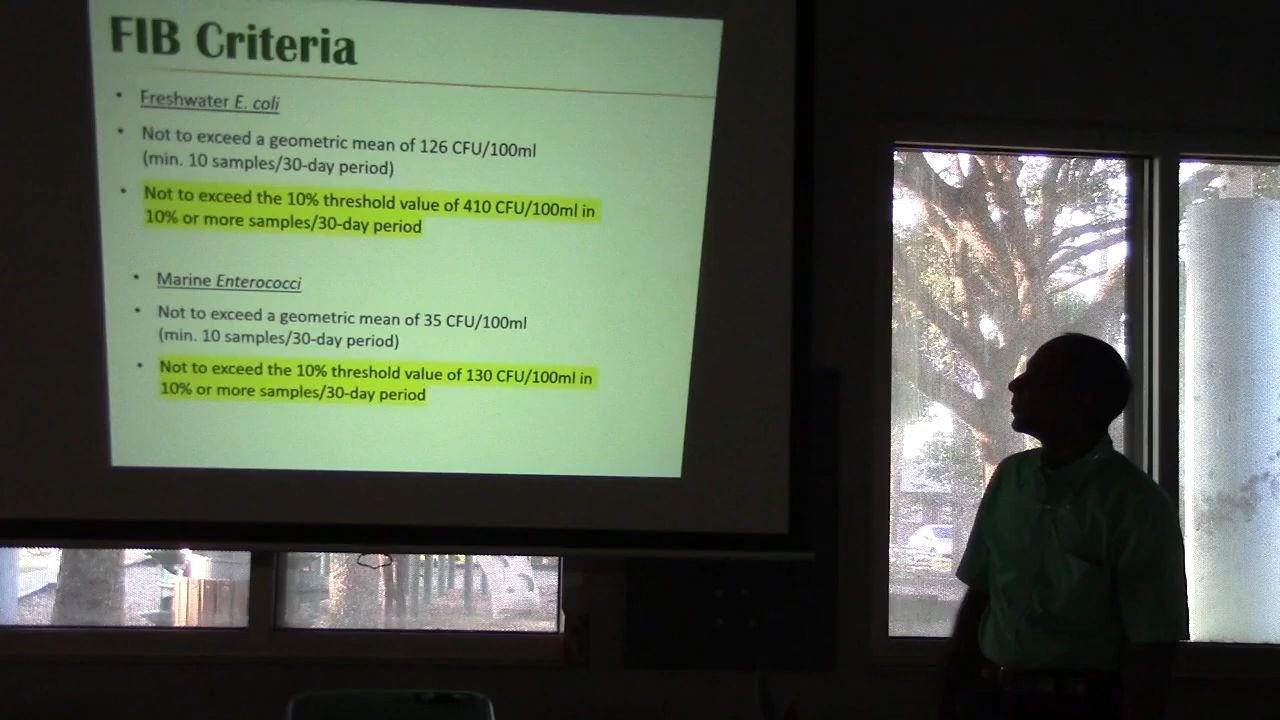 FIB Criteria
• Freshwater E. coli
• Not to exceed a geometric mean of 126 CFU/100ml
(min. 10 samples/30-day period)
• Not to exceed the 10% threshold value of 410 CFU/100ml in
10% or more samples/30-day period
• Marine Enterococci
• Not to exceed a geometric mean of 35 CFU/100ml
(min. 10 samples/30-day period)
• Not to exceed the 10% threshold value of 130 CFU/100ml in
10% or more samples/30-day period